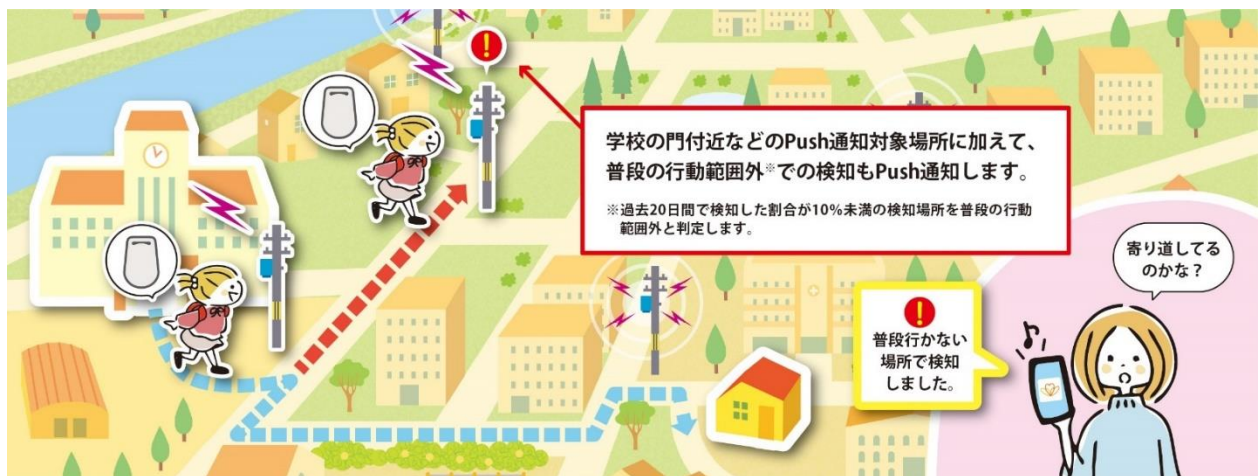 学校の門付近などのPush通知対象場所に加えて、
普段の行動範囲外※での検知もPush通知します。
※過去20日間で検知した割合が10%未満の検知場所を普段の行動
範囲外と判定します。
寄り道してる
のかな？
普段行かない
場所で検知
しました。